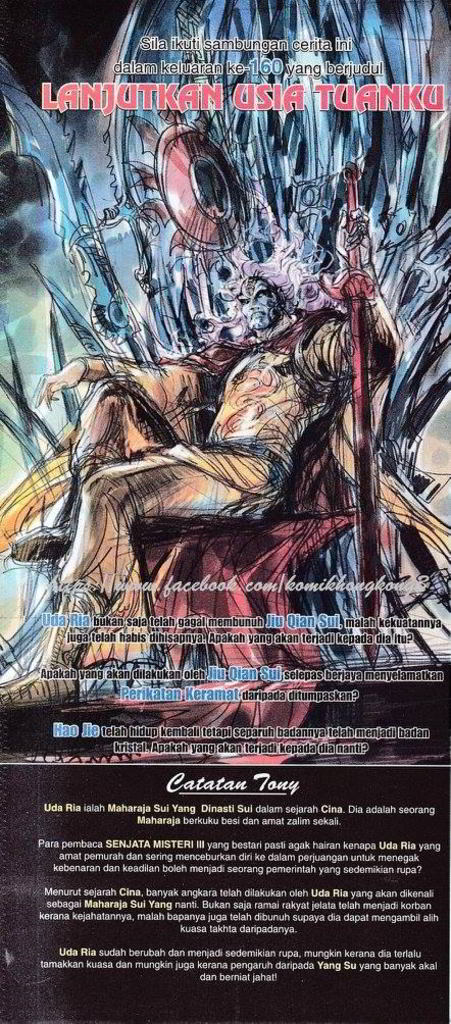 Sila ikuti sambungan cerita ini
dalam keluaran ke-160 yang berjudul
LANJUTKAN USIA TUANKU
https://www.facebook.com/komikhongkong3
Uda Ria bukan saja telah gagal membunuh Jiu Qian Sui, malah kekuatannya
juga telah habis dihisapnya. Apakah yang akan terjadi kepada dia itu?
Apakah yang akan dilakukan oleh Jiu Qian Sui selepas berjaya menyelamatkan
Perikatan Keramat daripada ditumpaskan?
Hao Jie telah hidup kembali tetapi separuh badannya telah menjadi badan
kristal. Apakah yang akan terjadi kepada dia nanti?
Catatan Tony
Uda Ria ialah Maharaja Sui Yang Dinasti Sui dalam sejarah Cina. Dia adalah seorang
Maharaja berkuku besi dan amat zalim sekali.
Para pembaca SENJATA MISTERI III yang bestari pasti agak hairan kenapa Uda Ria yang
amat pemurah dan sering menceburkan diri ke dalam perjuangan untuk menegak
kebenaran dan keadilan boleh menjadi seorang pemerintah yang sedemikian rupa?
Menurut sejarah Cina, banyak angkara telah dilakukan oleh Uda Ria yang akan dikenali
sebagai Maharaja Sui Yang nanti. Bukan saja ramai rakyat jelata telah menjadi korban
kerana kejahatannya, malah bapanya juga telah dibunuh supaya dia dapat mengambil alih
kuasa takhta daripadanya.
Uda Ria sudah berubah dan menjadi sedemikian rupa, mungkin kerana dia terlalu
tamakkan kuasa dan mungkin juga kerana pengaruh daripada Yang Su yang banyak akal
dan berniat jahat!